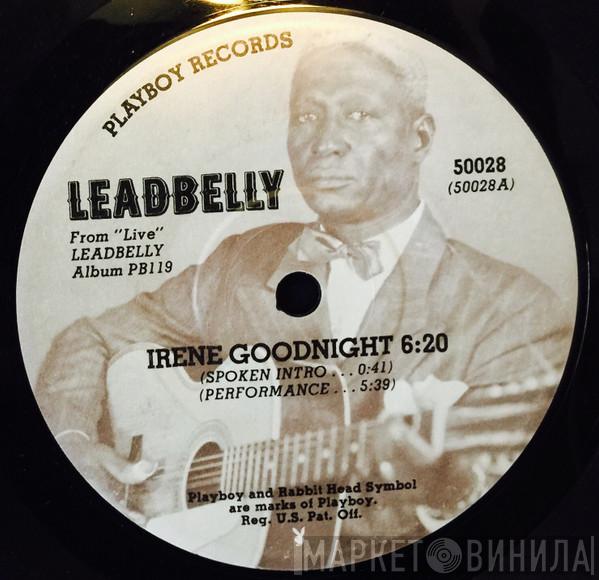 PLAYBOY RECORDS
LEADBELLY
50028
(50028A)
From "Live"
LEADBELLY
Album PB119
IRENE GOODNIGHT 6:20
(SPOKEN INTRO . . . 0:41)
(PERFORMANCE . . . 5:39)
Playboy and Rabbit Head Symbol
are marks of Playboy.
Reg. U.S. Pat. Off.
МАРКЕТ ВИНИЛА